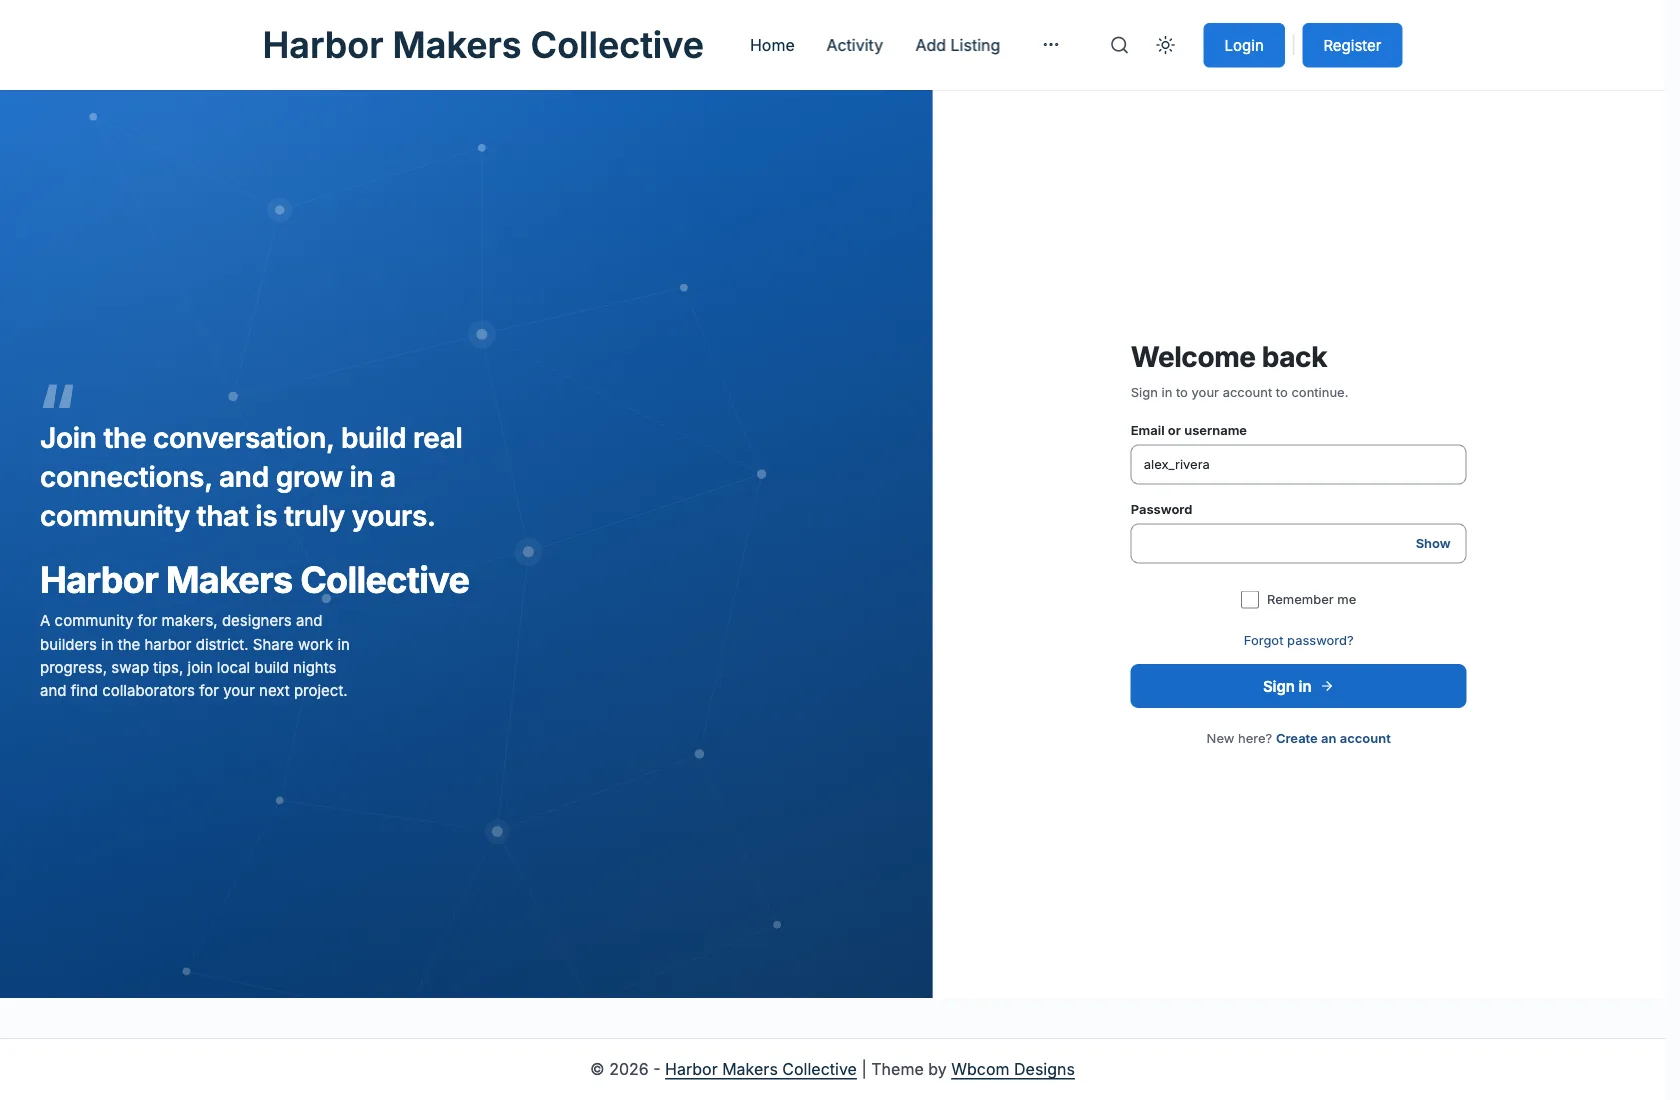 Harbor Makers Collective
Home
Activity
Add Listing
Login
Register
“
Join the conversation, build real
connections, and grow in a
community that is truly yours.
Harbor Makers Collective
A community for makers, designers and
builders in the harbor district. Share work in
progress, swap tips, join local build nights
and find collaborators for your next project.
Welcome back
Sign in to your account to continue.
Email or username
alex_rivera
Password
Show
Remember me
Forgot password?
Sign in →
New here? Create an account
© 2026 - Harbor Makers Collective | Theme by Wbcom Designs